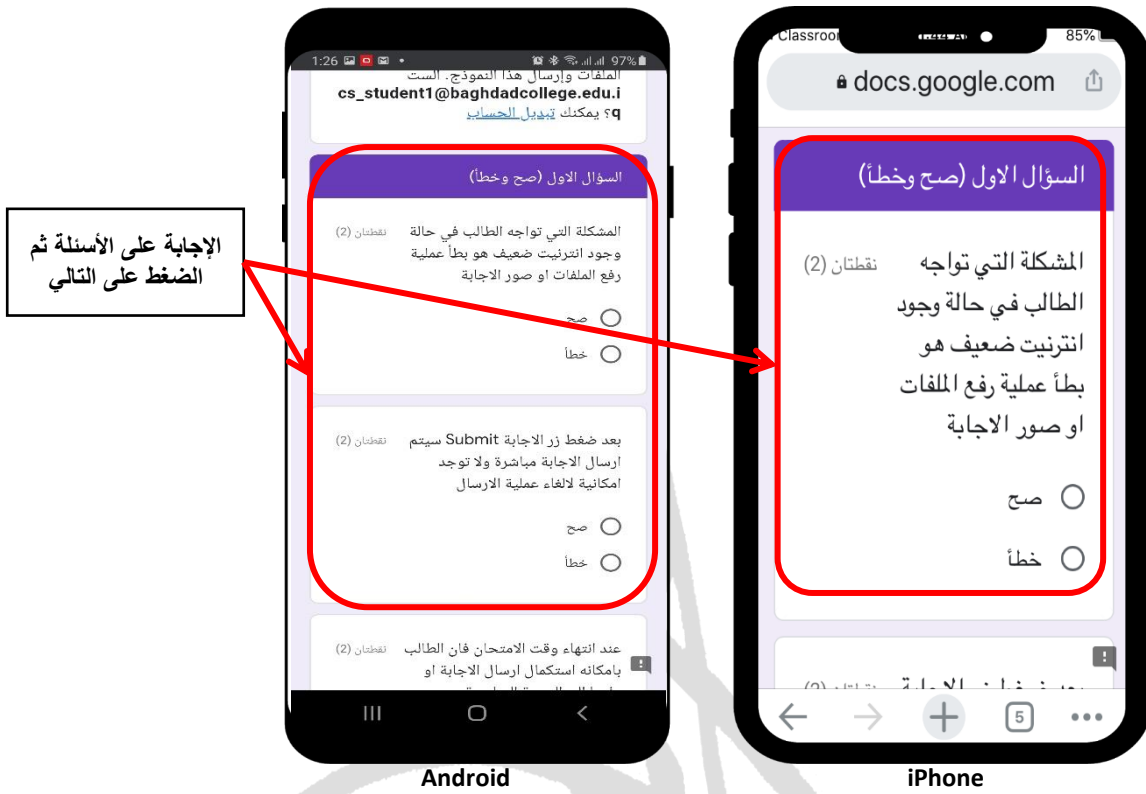 الإجابة على الأسئلة ثم
الضغط على التالي
1:26
97%
الملفات وإرسال هذا النموذج. الست
cs_student1@baghdadcollege.edu.i
q؟ يمكنك تبديل الحساب
السؤال الاول (صح وخطأ)
المشكلة التي تواجه الطالب في حالة
نقطتان (2)
وجود انترنيت ضعيف هو بطأ عملية
رفع الملفات او صور الاجابة
صح
خطأ
بعد ضغط زر الاجابة Submit سيتم
نقطتان (2)
ارسال الاجابة مباشرة ولا توجد
امكانية لالغاء عملية الارسال
صح
خطأ
عند انتهاء وقت الامتحان فان الطالب
نقطتان (2)
بامكانه استكمال ارسال الاجابة او
Android
85%
docs.google.com
السؤال الاول (صح وخطأ)
المشكلة التي تواجه
نقطتان (2)
الطالب في حالة وجود
انترنيت ضعيف هو
بطأ عملية رفع الملفات
او صور الاجابة
صح
خطأ
5
iPhone